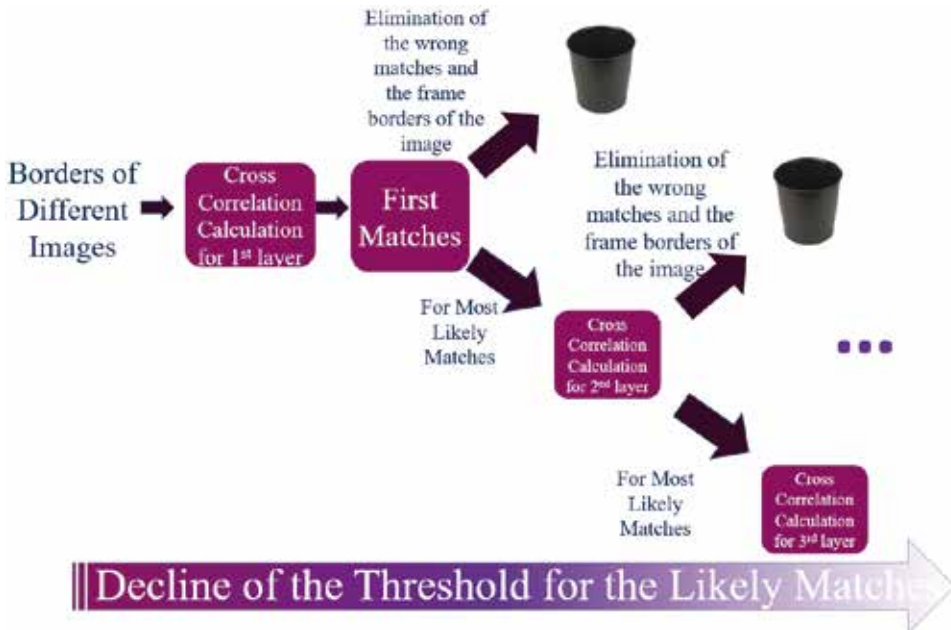 Elimination of
the wrong
matches and
the frame
borders of the
image
Borders of
Different
Images
Cross
Correlation
Calculation
for 1st layer
First
Matches
Elimination of
the wrong
matches and the
frame borders of
the image
For Most
Likely
Matches
Cross
Correlation
Calculation
for 2nd layer
For Most
Likely
Matches
Cross
Correlation
Calculation
for 3rd layer
Decline of the Threshold for the Likely Matches